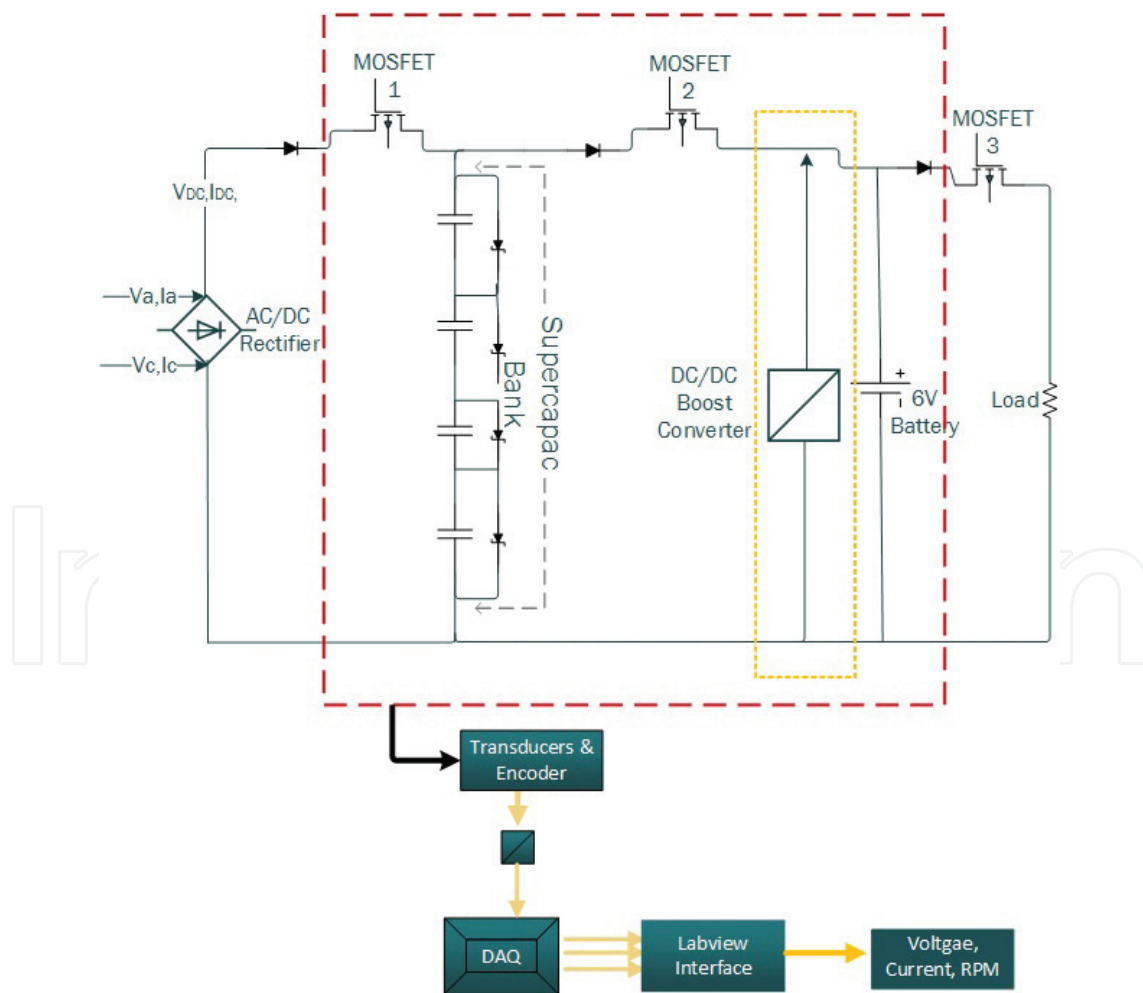 MOSFET
1
MOSFET
2
MOSFET
3
VDC,IDC,
Va,Ia
AC/DC
Rectifier
Vc,Ic
Supercapac
Bank
DC/DC
Boost
Converter
+
6V
Battery
Load
In
n
Transducers &
Encoder
DAQ
Labview
Interface
Voltgae,
Current, RPM